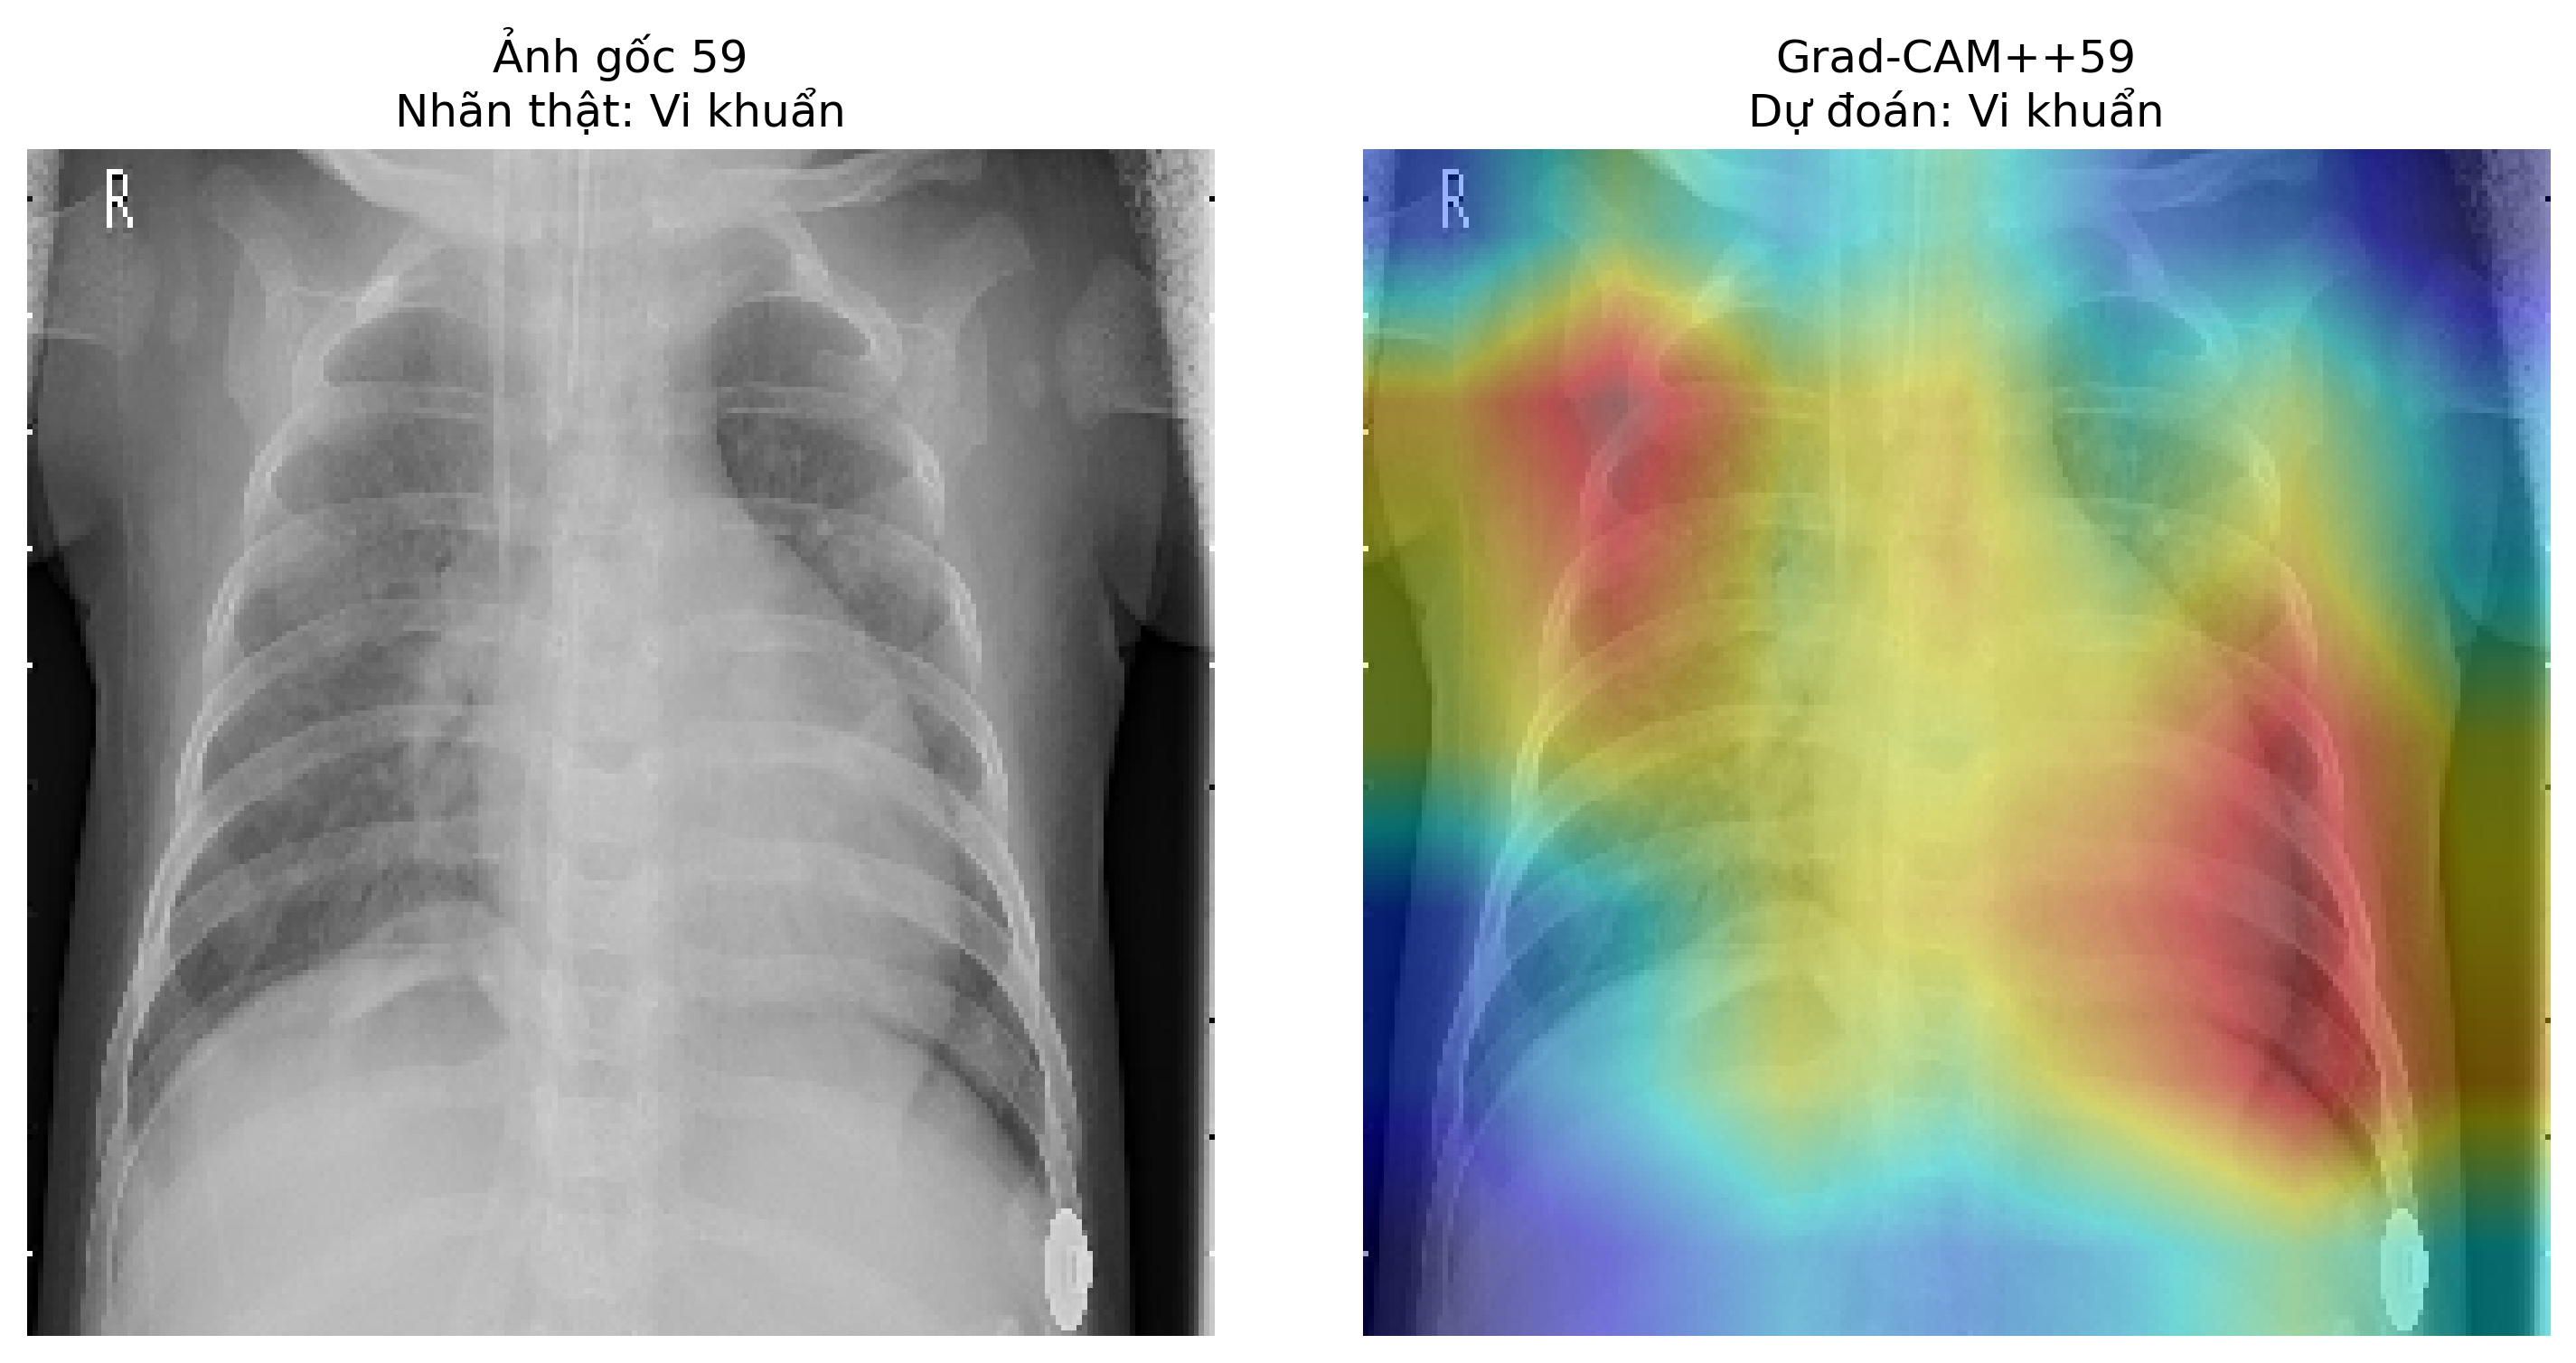 Ảnh gốc 59
Nhãn thật: Vi khuẩn
R
Grad-CAM++59
Dự đoán: Vi khuẩn
R